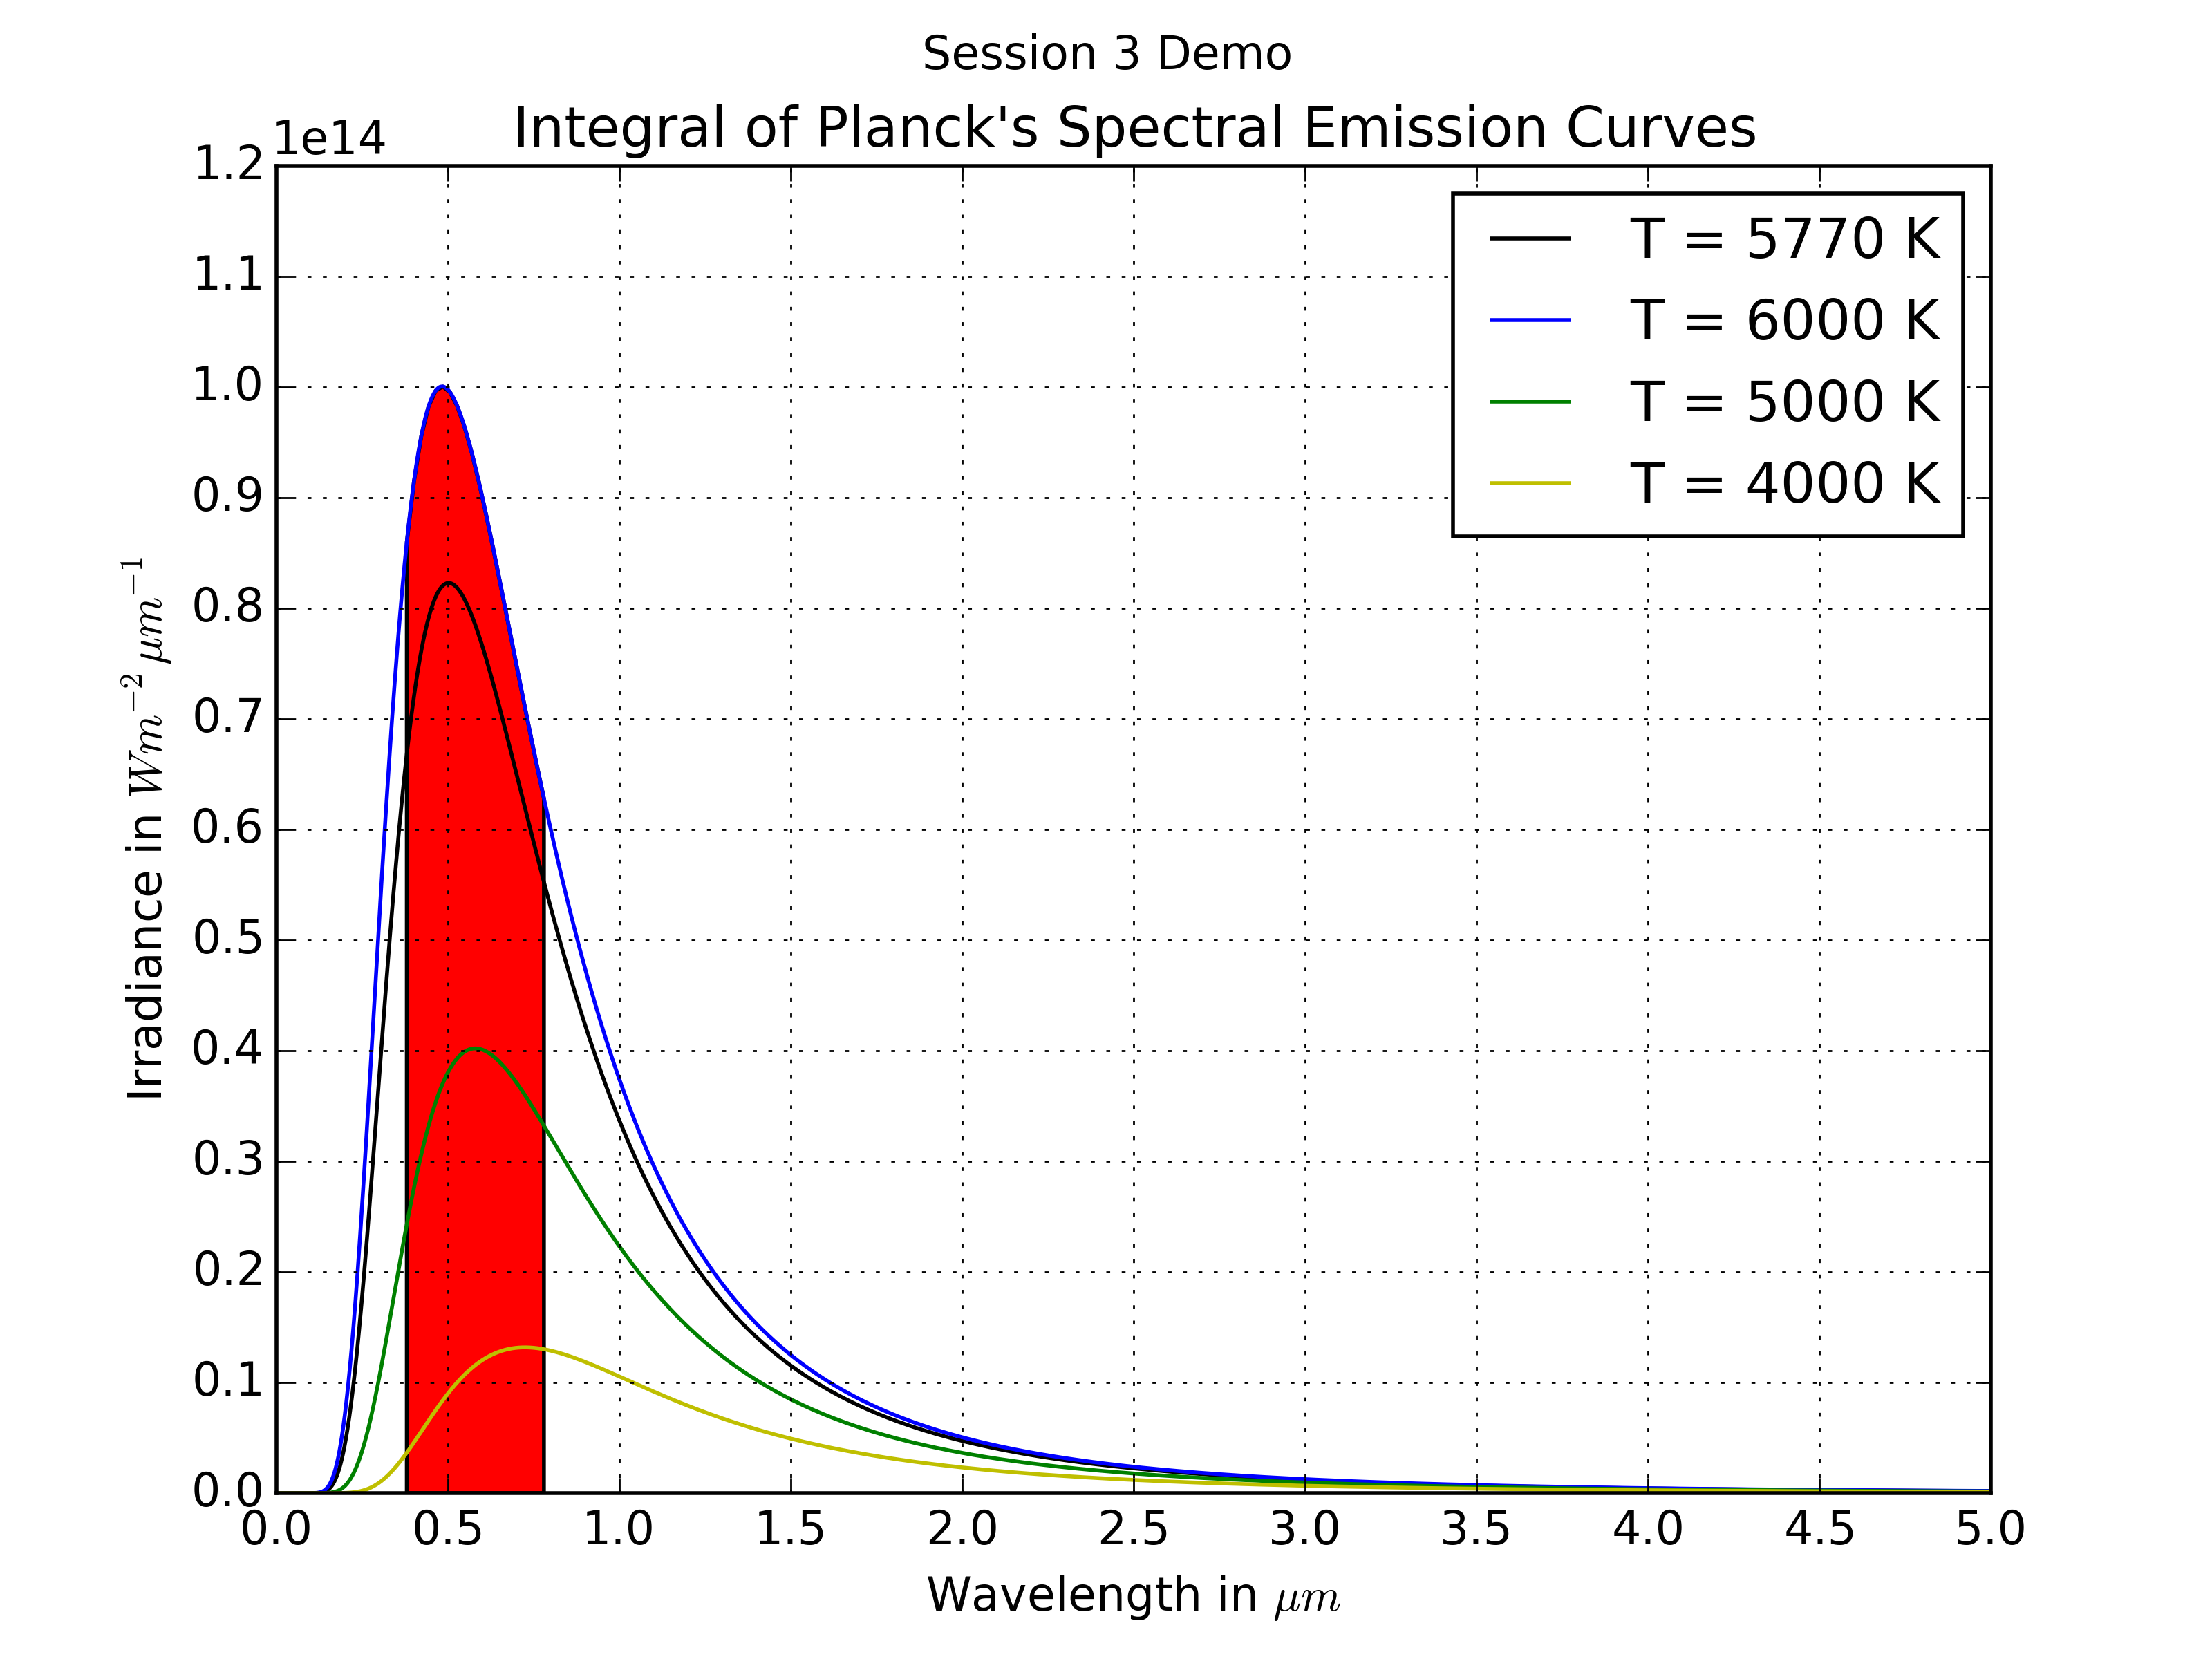 Session 3 Demo
Integral of Planck's Spectral Emission Curves
1e14
1.2
1.1
1.0
0.9
0.8
0.7
0.6
0.5
0.4
0.3
0.2
0.1
0.0
Irradiance in Wm⁻² μm⁻¹
T = 5770 K
T = 6000 K
T = 5000 K
T = 4000 K
0.0 0.5 1.0 1.5 2.0 2.5 3.0 3.5 4.0 4.5 5.0
Wavelength in μm